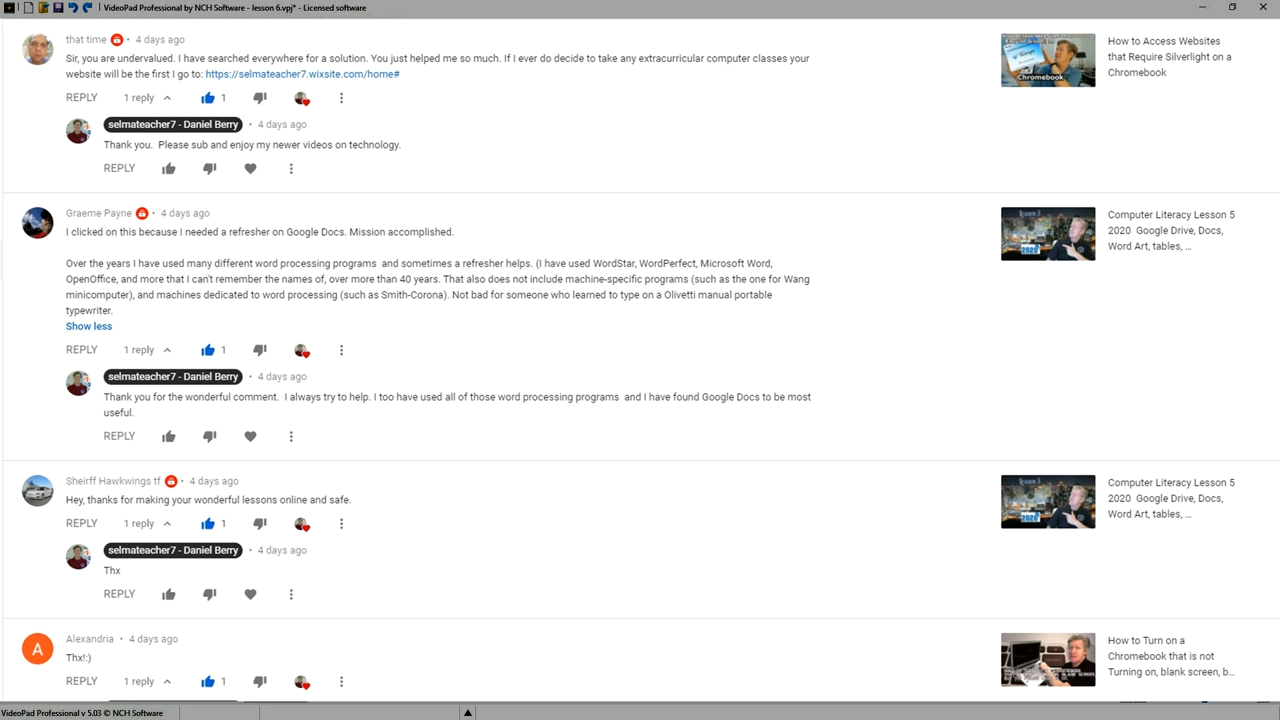 VideoPad Professional by NCH Software - lesson 6.vpj* - Licensed software
that time • 4 days ago
Sir, you are undervalued. I have searched everywhere for a solution. You just helped me so much. If I ever do decide to take any extracurricular computer classes your
website will be the first I go to: https://selmateacher7.wixsite.com/home#
REPLY 1 reply 1
How to Access Websites
that Require Silverlight on a
Chromebook
Chromebook
selmateacher7 - Daniel Berry • 4 days ago
Thank you.  Please sub and enjoy my newer videos on technology.
REPLY
Graeme Payne • 4 days ago
I clicked on this because I needed a refresher on Google Docs. Mission accomplished.
Over the years I have used many different word processing programs  and sometimes a refresher helps. (I have used WordStar, WordPerfect, Microsoft Word,
OpenOffice, and more that I can't remember the names of, over more than 40 years. That also does not include machine-specific programs (such as the one for Wang
minicomputer), and machines dedicated to word processing (such as Smith-Corona). Not bad for someone who learned to type on a Olivetti manual portable
typewriter.
Show less
REPLY 1 reply 1
Lesson 5
2020
Computer Literacy Lesson 5
2020  Google Drive, Docs,
Word Art, tables, ...
selmateacher7 - Daniel Berry • 4 days ago
Thank you for the wonderful comment.  I always try to help. I too have used all of those word processing programs  and I have found Google Docs to be most
useful.
REPLY
Sheirff Hawkwings tf • 4 days ago
Hey, thanks for making your wonderful lessons online and safe.
REPLY 1 reply 1
Lesson 5
2020
Computer Literacy Lesson 5
2020  Google Drive, Docs,
Word Art, tables, ...
selmateacher7 - Daniel Berry • 4 days ago
Thx
REPLY
A
Alexandria • 4 days ago
Thx!:)
REPLY 1 reply 1
How to Turn on a
Chromebook that is not
Turning on, blank screen, b...
VideoPad Professional v 5.03 © NCH Software